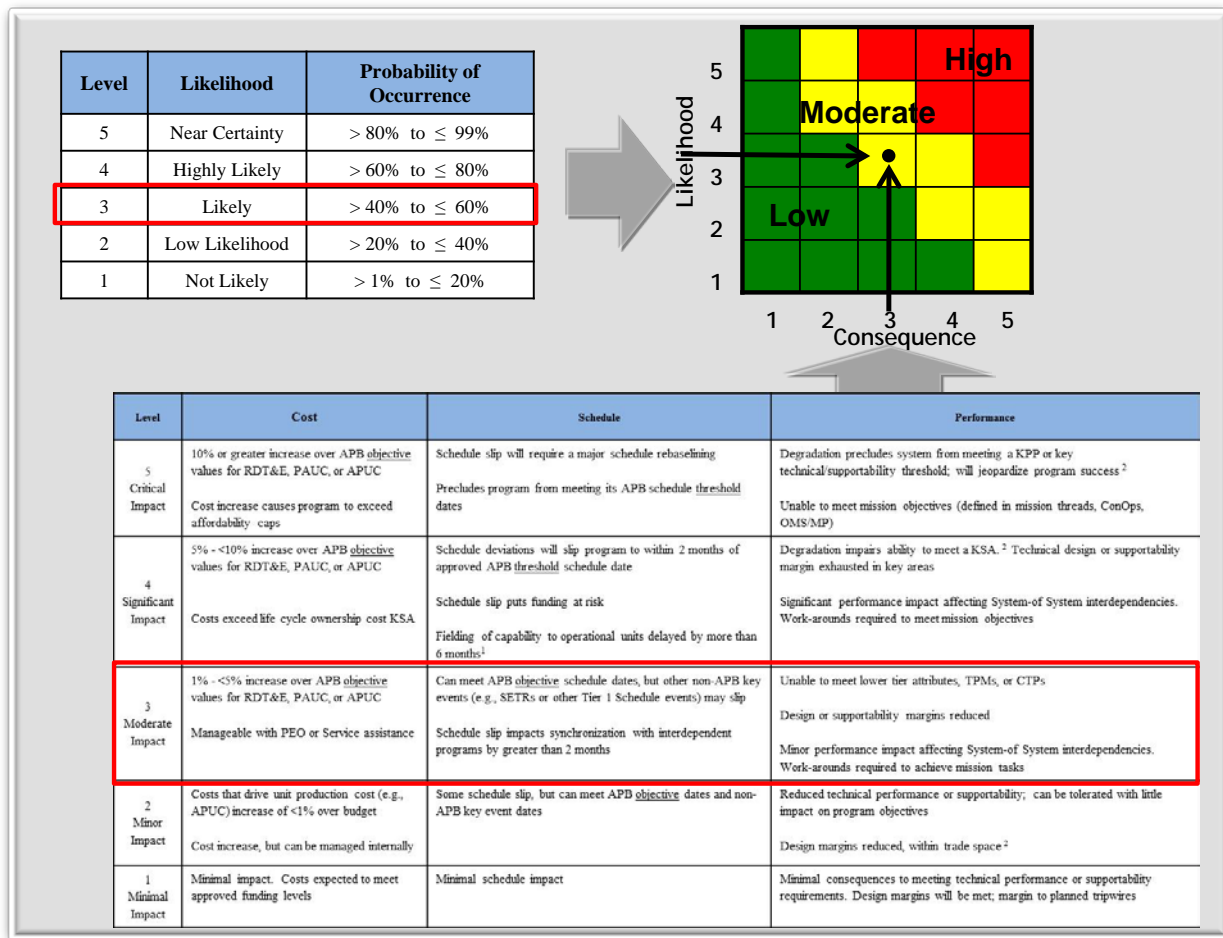 Level Likelihood Probability of
Occurrence
5 Near Certainty > 80% to ≤ 99%
4 Highly Likely > 60% to ≤ 80%
3 Likely > 40% to ≤ 60%
2 Low Likelihood > 20% to ≤ 40%
1 Not Likely > 1% to ≤ 20%
Likelihood
5
4
3
2
1
High
Moderate
Low
1 2 3 4 5
Consequence
Level Cost Schedule Performance
5
Critical
Impact
10% or greater increase over APB objective
values for RDT&E, PAUC, or APUC
Cost increase causes program to exceed
affordability caps
Schedule slip will require a major schedule rebaselining
Precludes program from meeting its APB schedule threshold
dates
Degradation precludes system from meeting a KPP or key
technical/supportability threshold; will jeopardize program success ²
Unable to meet mission objectives (defined in mission threads, ConOps,
OMS/MP)
4
Significant
Impact
5% - <10% increase over APB objective
values for RDT&E, PAUC, or APUC
Costs exceed life cycle ownership cost KSA
Schedule deviations will slip program to within 2 months of
approved APB threshold schedule date
Schedule slip puts funding at risk
Fielding of capability to operational units delayed by more than
6 months¹
Degradation impairs ability to meet a KSA. ² Technical design or supportability
margin exhausted in key areas
Significant performance impact affecting System-of System interdependencies.
Work-arounds required to meet mission objectives
3
Moderate
Impact
1% - <5% increase over APB objective
values for RDT&E, PAUC, or APUC
Manageable with PEO or Service assistance
Can meet APB objective schedule dates, but other non-APB key
events (e.g., SETRs or other Tier 1 Schedule events) may slip
Schedule slip impacts synchronization with interdependent
programs by greater than 2 months
Unable to meet lower tier attributes, TPMs, or CTPs
Design or supportability margins reduced
Minor performance impact affecting System-of System interdependencies.
Work-arounds required to achieve mission tasks
2
Minor
Impact
Costs that drive unit production cost (e.g.,
APUC) increase of <1% over budget
Cost increase, but can be managed internally
Some schedule slip, but can meet APB objective dates and non-
APB key event dates
Reduced technical performance or supportability; can be tolerated with little
impact on program objectives
Design margins reduced, within trade space ²
1
Minimal
Impact
Minimal impact. Costs expected to meet
approved funding levels
Minimal schedule impact
Minimal consequences to meeting technical performance or supportability
requirements. Design margins will be met; margin to planned tripwires